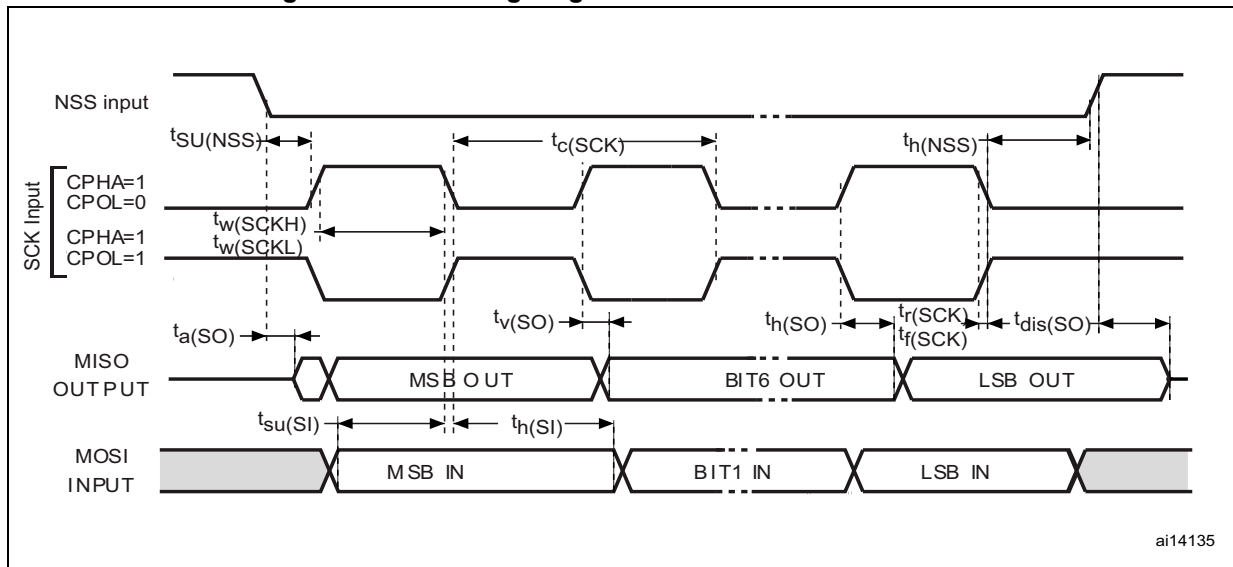 NSS input
tSU(NSS)
tc(SCK)
th(NSS)
SCK Input
CPHA=1
CPOL=0
CPHA=1
CPOL=1
tw(SCKH)
tw(SCKL)
ta(SO)
tv(SO)
th(SO)
tr(SCK)
tf(SCK)
tdis(SO)
MISO
OUTPUT
MSB OUT
BIT6 OUT
LSB OUT
tsu(SI)
th(SI)
MOSI
INPUT
MSB IN
BIT1 IN
LSB IN
ai14135